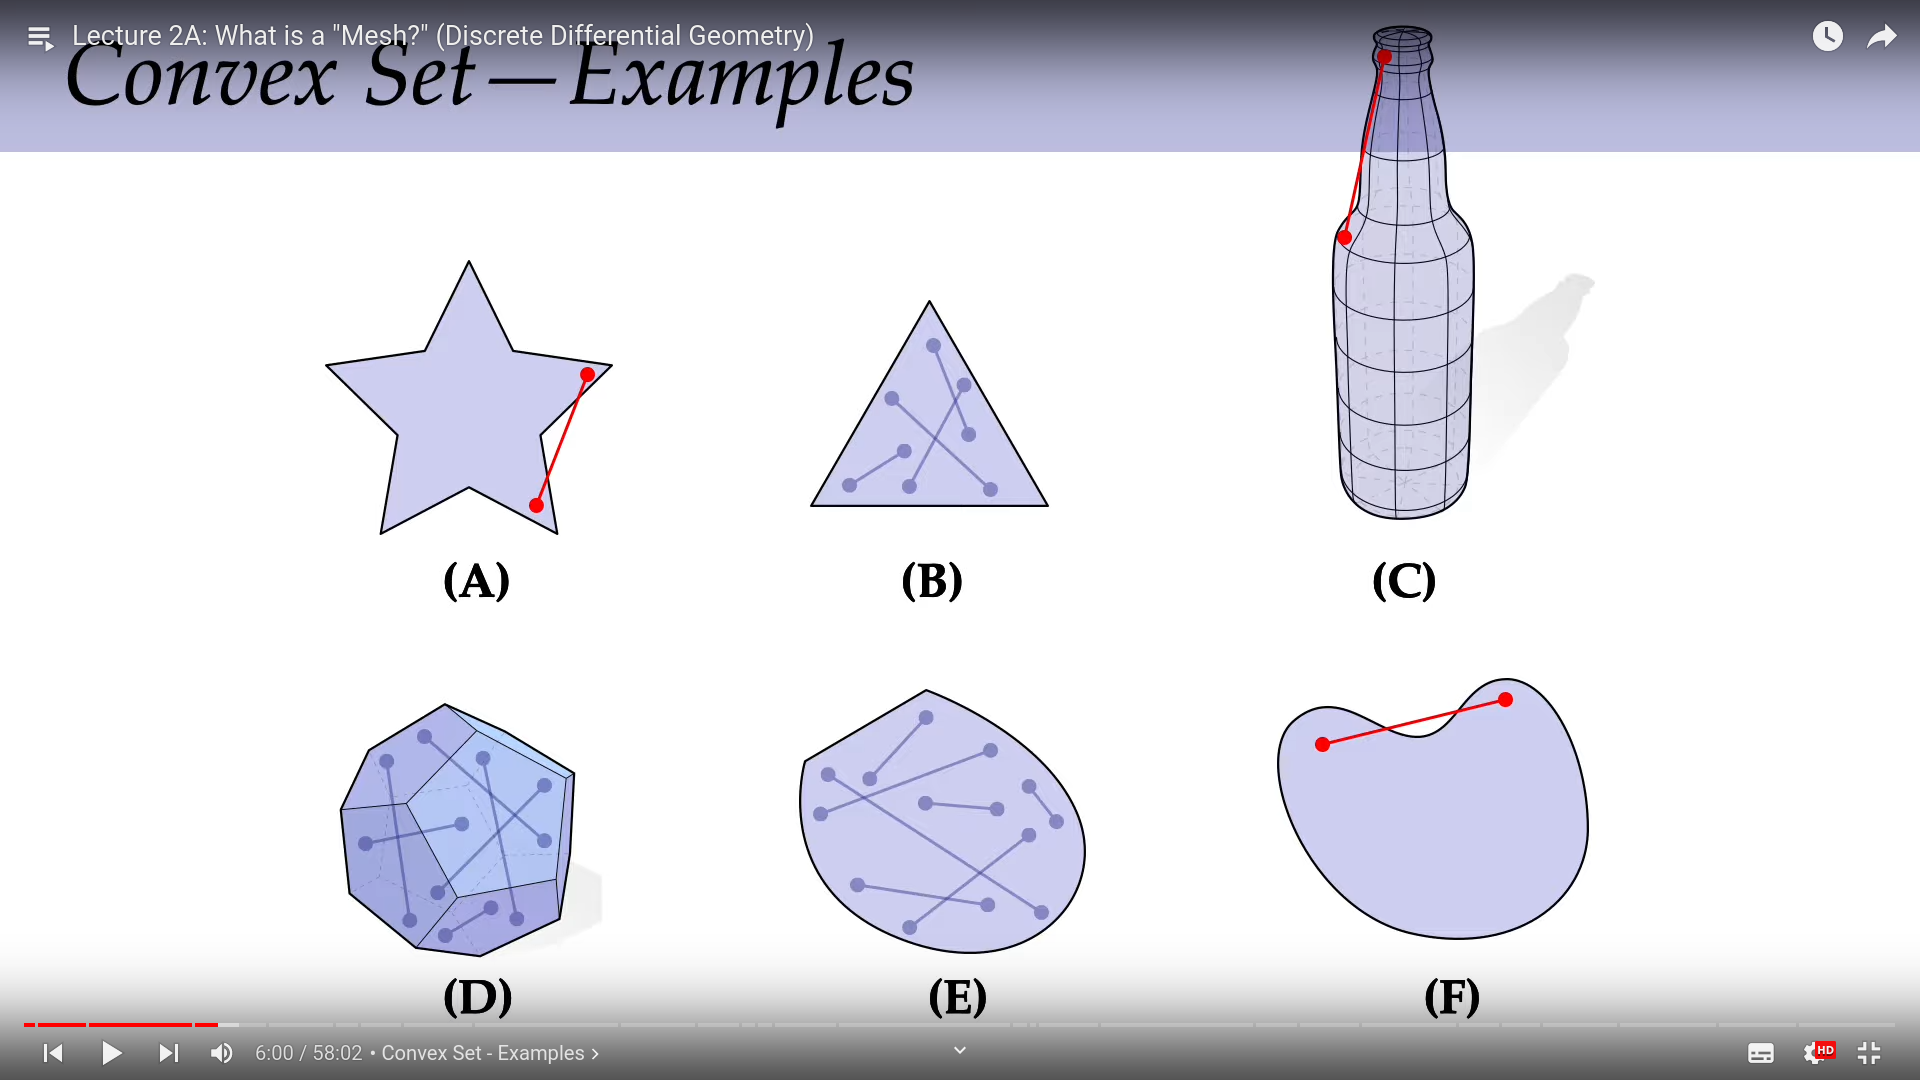 Lecture 2A: What is a "Mesh?" (Discrete Differential Geometry)
Convex Set—Examples
(A)
(B)
(C)
(D)
(E)
(F)
6:00 / 58:02 • Convex Set - Examples
HD